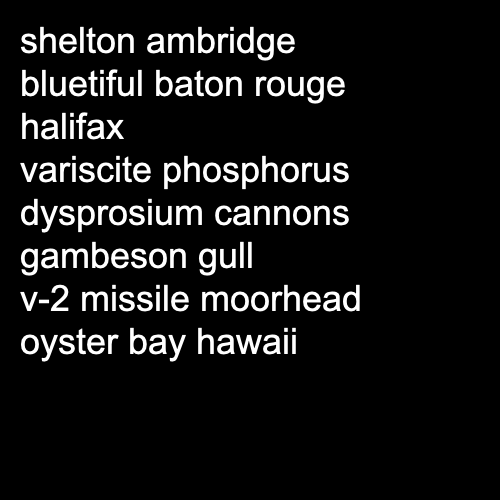 shelton ambridge
bluetiful baton rouge
halifax
variscite phosphorus
dysprosium cannons
gambeson gull
v-2 missile moorhead
oyster bay hawaii